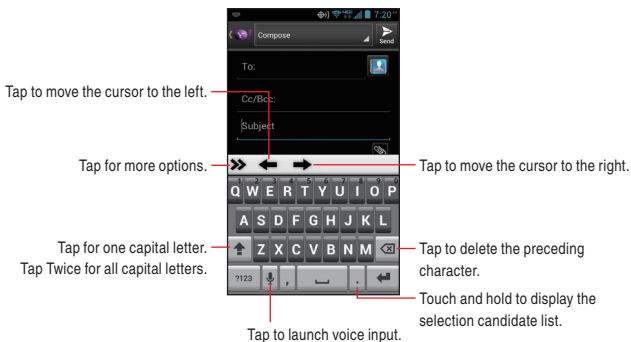 7:20
Compose
Send
To:
Cc/Bcc:
Subject
Tap to move the cursor to the left.
Tap for more options.
Tap to move the cursor to the right.
Q W E R T Y U I O P
A S D F G H J K L
Z X C V B N M
?123 , .
Tap for one capital letter.
Tap Twice for all capital letters.
Tap to delete the preceding
character.
Touch and hold to display the
selection candidate list.
Tap to launch voice input.